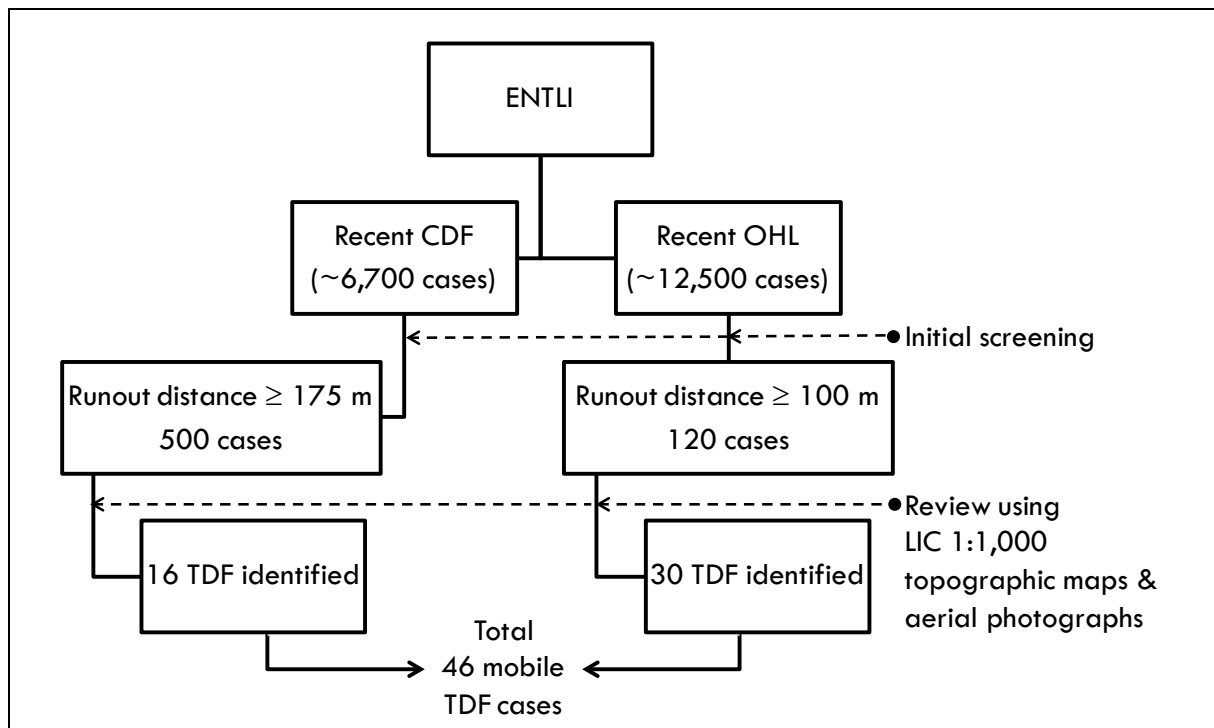 ENTLI
Recent CDF
(~6,700 cases)
Recent OHL
(~12,500 cases)
Initial screening
Runout distance ≥ 175 m
500 cases
Runout distance ≥ 100 m
120 cases
Review using
LIC 1:1,000
topographic maps &
aerial photographs
16 TDF identified
30 TDF identified
Total
46 mobile
TDF cases